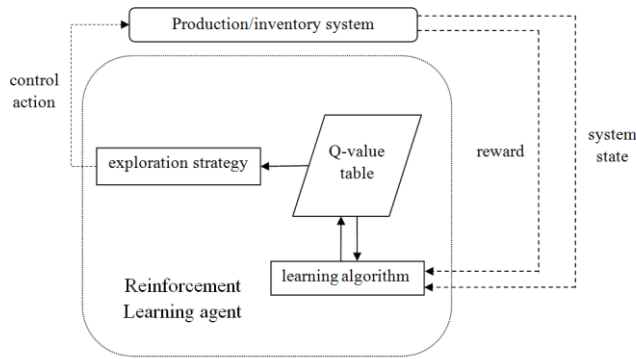 Production/inventory system
control
action
exploration strategy
Q-value
table
reward
system
state
learning algorithm
Reinforcement
Learning agent